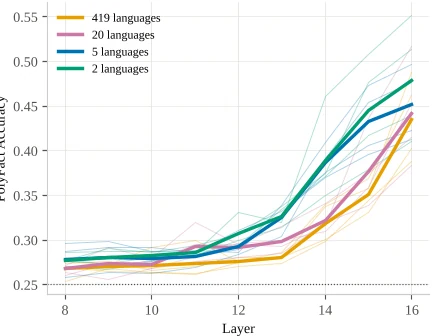 419 languages
20 languages
5 languages
2 languages
0.55
0.50
0.45
0.40
0.35
0.30
0.25
PolyFact Accuracy
8 10 12 14 16
Layer